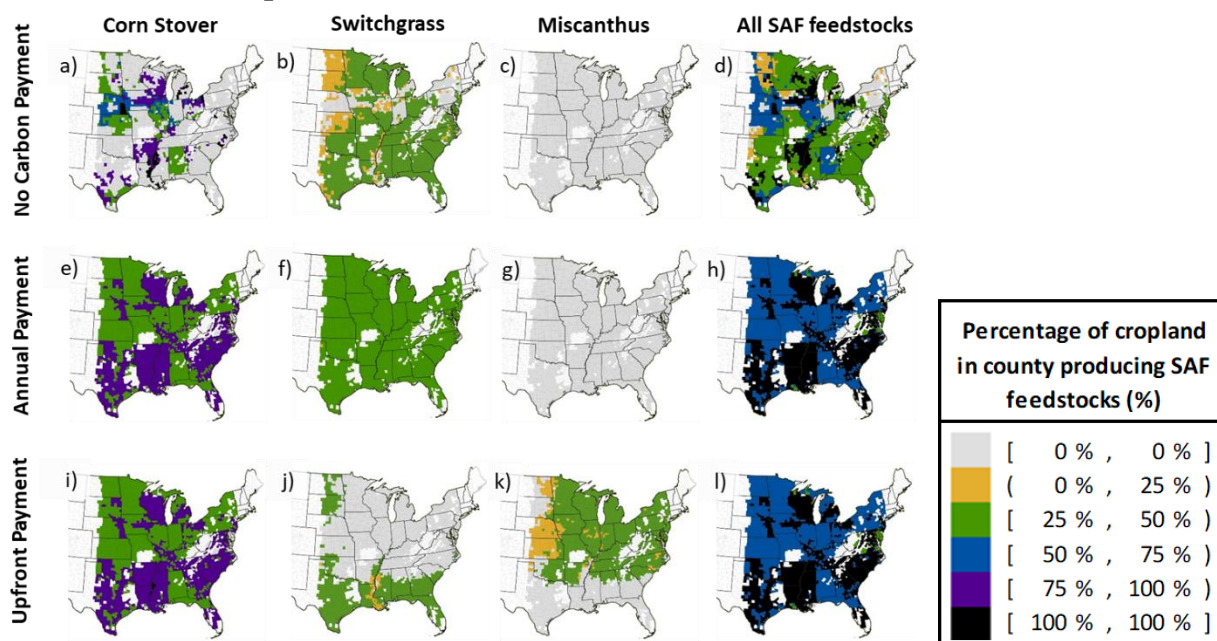 Corn Stover Switchgrass Miscanthus All SAF feedstocks
No Carbon Payment
a) b) c) d)
Annual Payment
e) f) g) h)
Upfront Payment
i) j) k) l)
Percentage of cropland
in county producing SAF
feedstocks (%)
[ 0 % , 0 % ]
( 0 % , 25 % )
[ 25 % , 50 % )
[ 50 % , 75 % )
[ 75 % , 100 % )
[ 100 % , 100 % ]